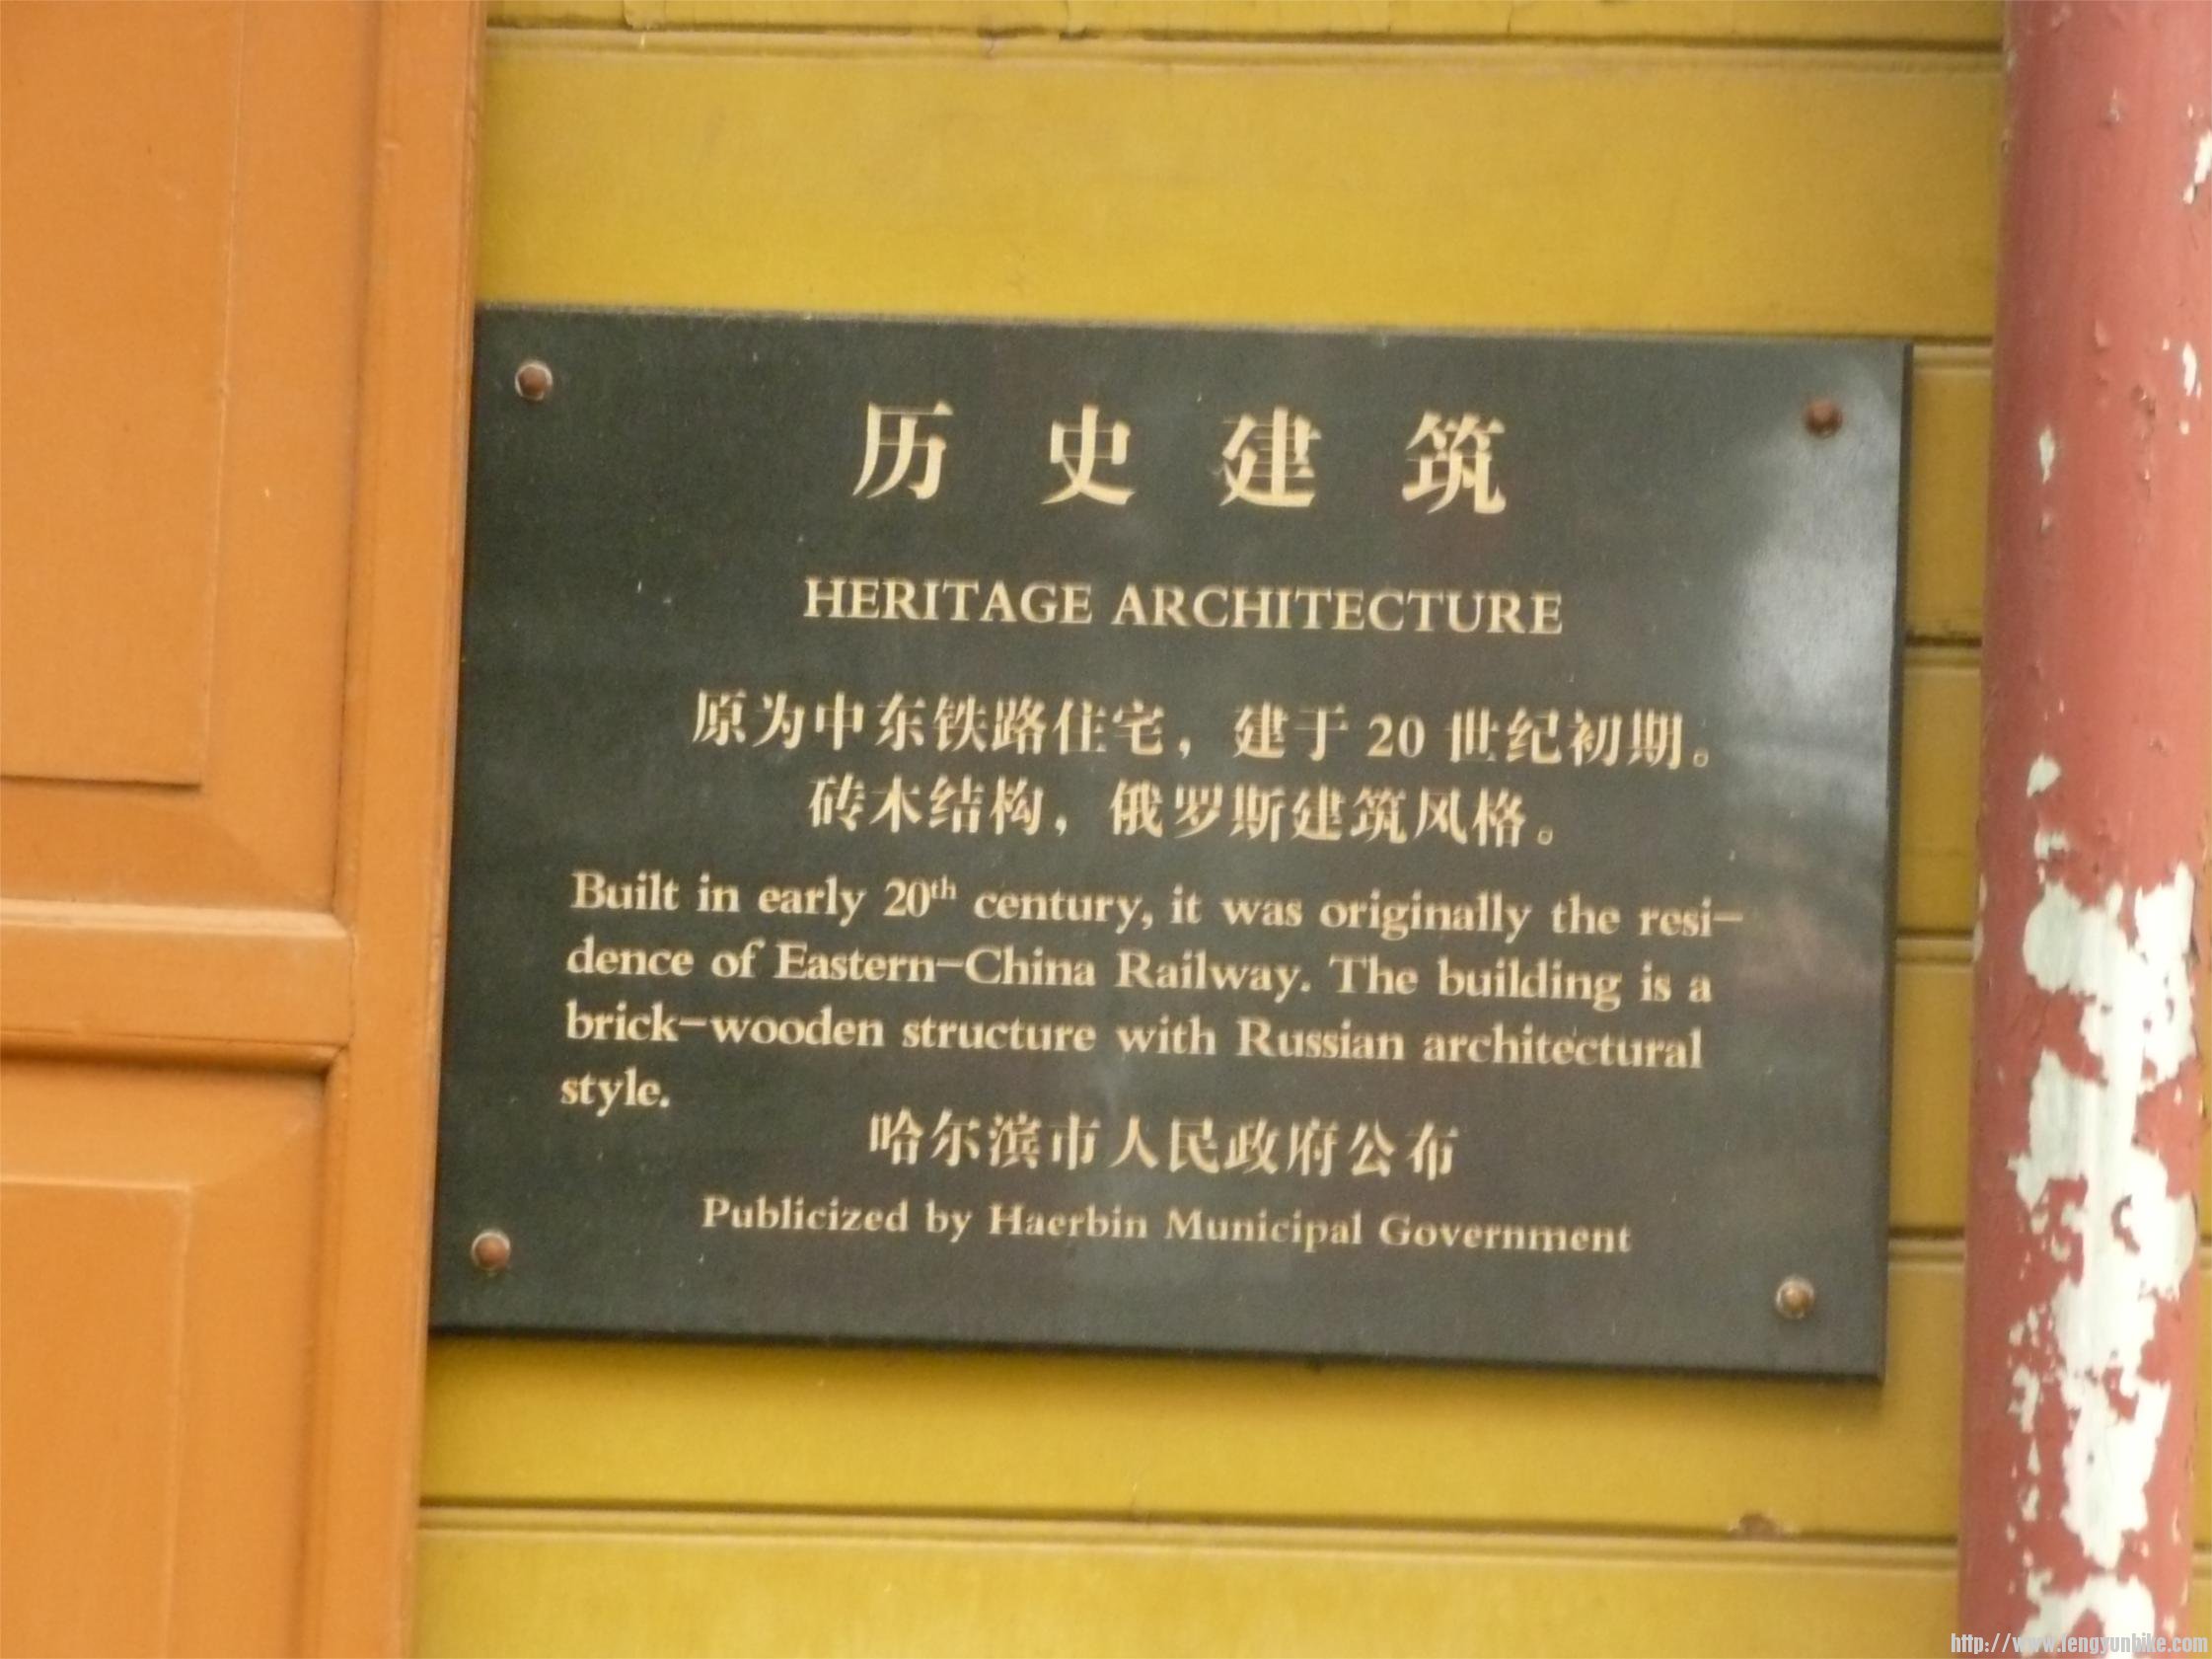 历史建筑
HERITAGE ARCHITECTURE
原为中东铁路住宅，建于 20 世纪初期。
砖木结构，俄罗斯建筑风格。
Built in early 20th century, it was originally the resi-
dence of Eastern-China Railway. The building is a
brick-wooden structure with Russian architectural
style.
哈尔滨市人民政府公布
Publicized by Haerbin Municipal Government
http://www.fengyunbike.com